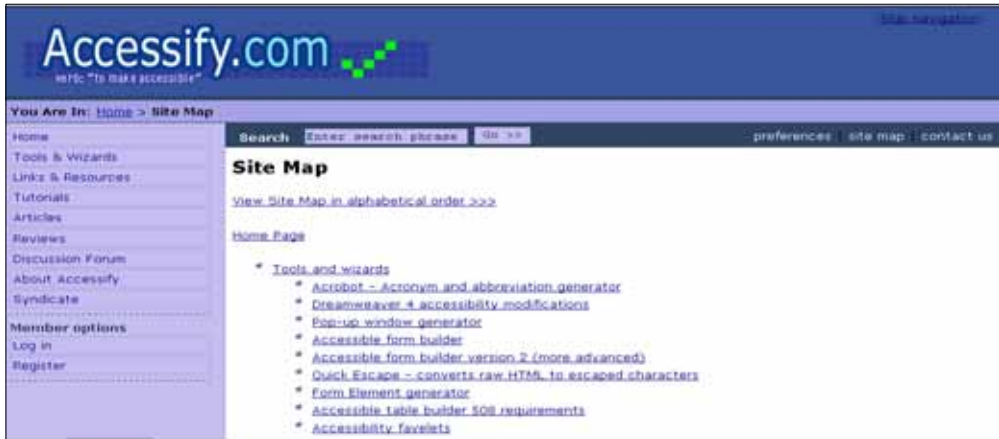 Skip navigation
Accessify.com
verb: "to make accessible"
You Are In: Home > Site Map
Home
Tools & Wizards
Links & Resources
Tutorials
Articles
Reviews
Discussion Forum
About Accessify
Syndicate
Member options
Log in
Register
Search Enter search phrase Go >> preferences | site map | contact us
Site Map
View Site Map in alphabetical order >>>
Home Page
* Tools and wizards
* Acrobot - Acronym and abbreviation generator
* Dreamweaver 4 accessibility modifications
* Pop-up window generator
* Accessible form builder
* Accessible form builder version 2 (more advanced)
* Quick Escape - converts raw HTML to escaped characters
* Form Element generator
* Accessible table builder 508 requirements
* Accessibility favelets